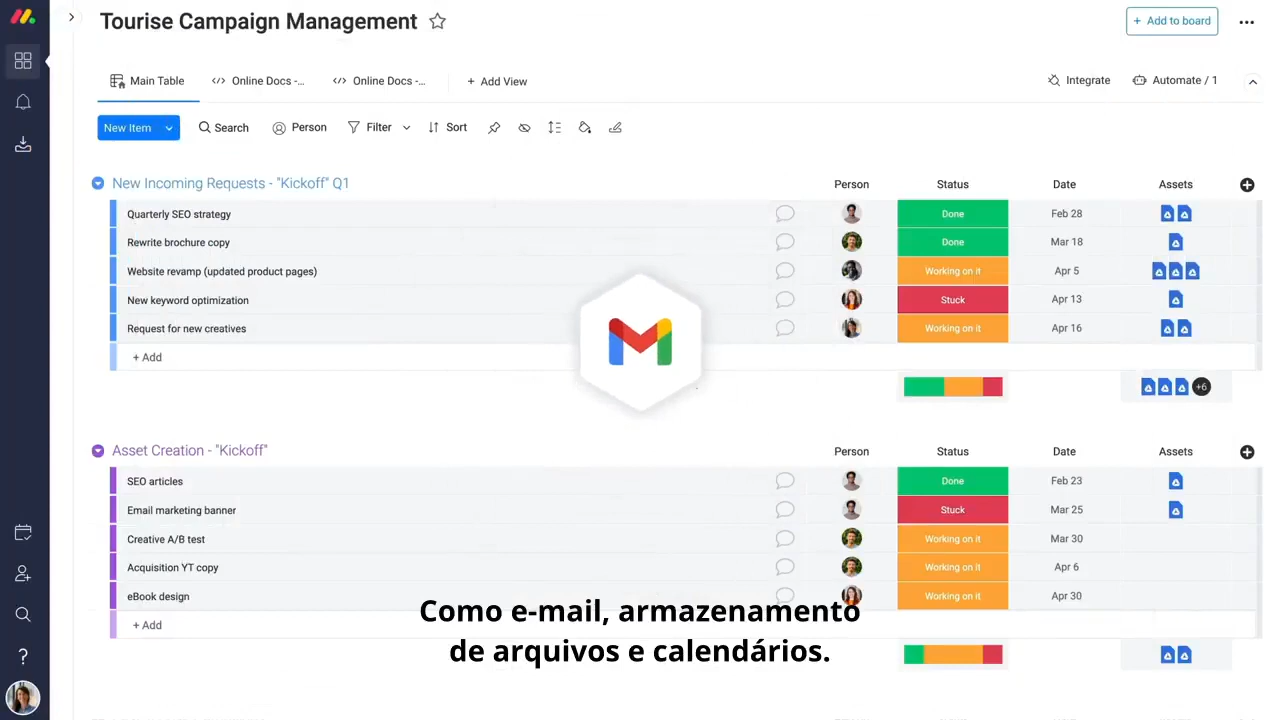 Tourise Campaign Management
+ Add to board
Main Table
Online Docs -...
Online Docs -...
+ Add View
Integrate
Automate / 1
New Item
Search
Person
Filter
Sort
New Incoming Requests - "Kickoff" Q1
Person
Status
Date
Assets
Quarterly SEO strategy
Done
Feb 28
Rewrite brochure copy
Done
Mar 18
Website revamp (updated product pages)
Working on it
Apr 5
New keyword optimization
Stuck
Apr 13
Request for new creatives
Working on it
Apr 16
+ Add
+6
Asset Creation - "Kickoff"
Person
Status
Date
Assets
SEO articles
Done
Feb 23
Email marketing banner
Stuck
Mar 25
Creative A/B test
Working on it
Mar 30
Acquisition YT copy
Working on it
Apr 6
eBook design
Working on it
Apr 30
+ Add
Como e-mail, armazenamento
de arquivos e calendários.